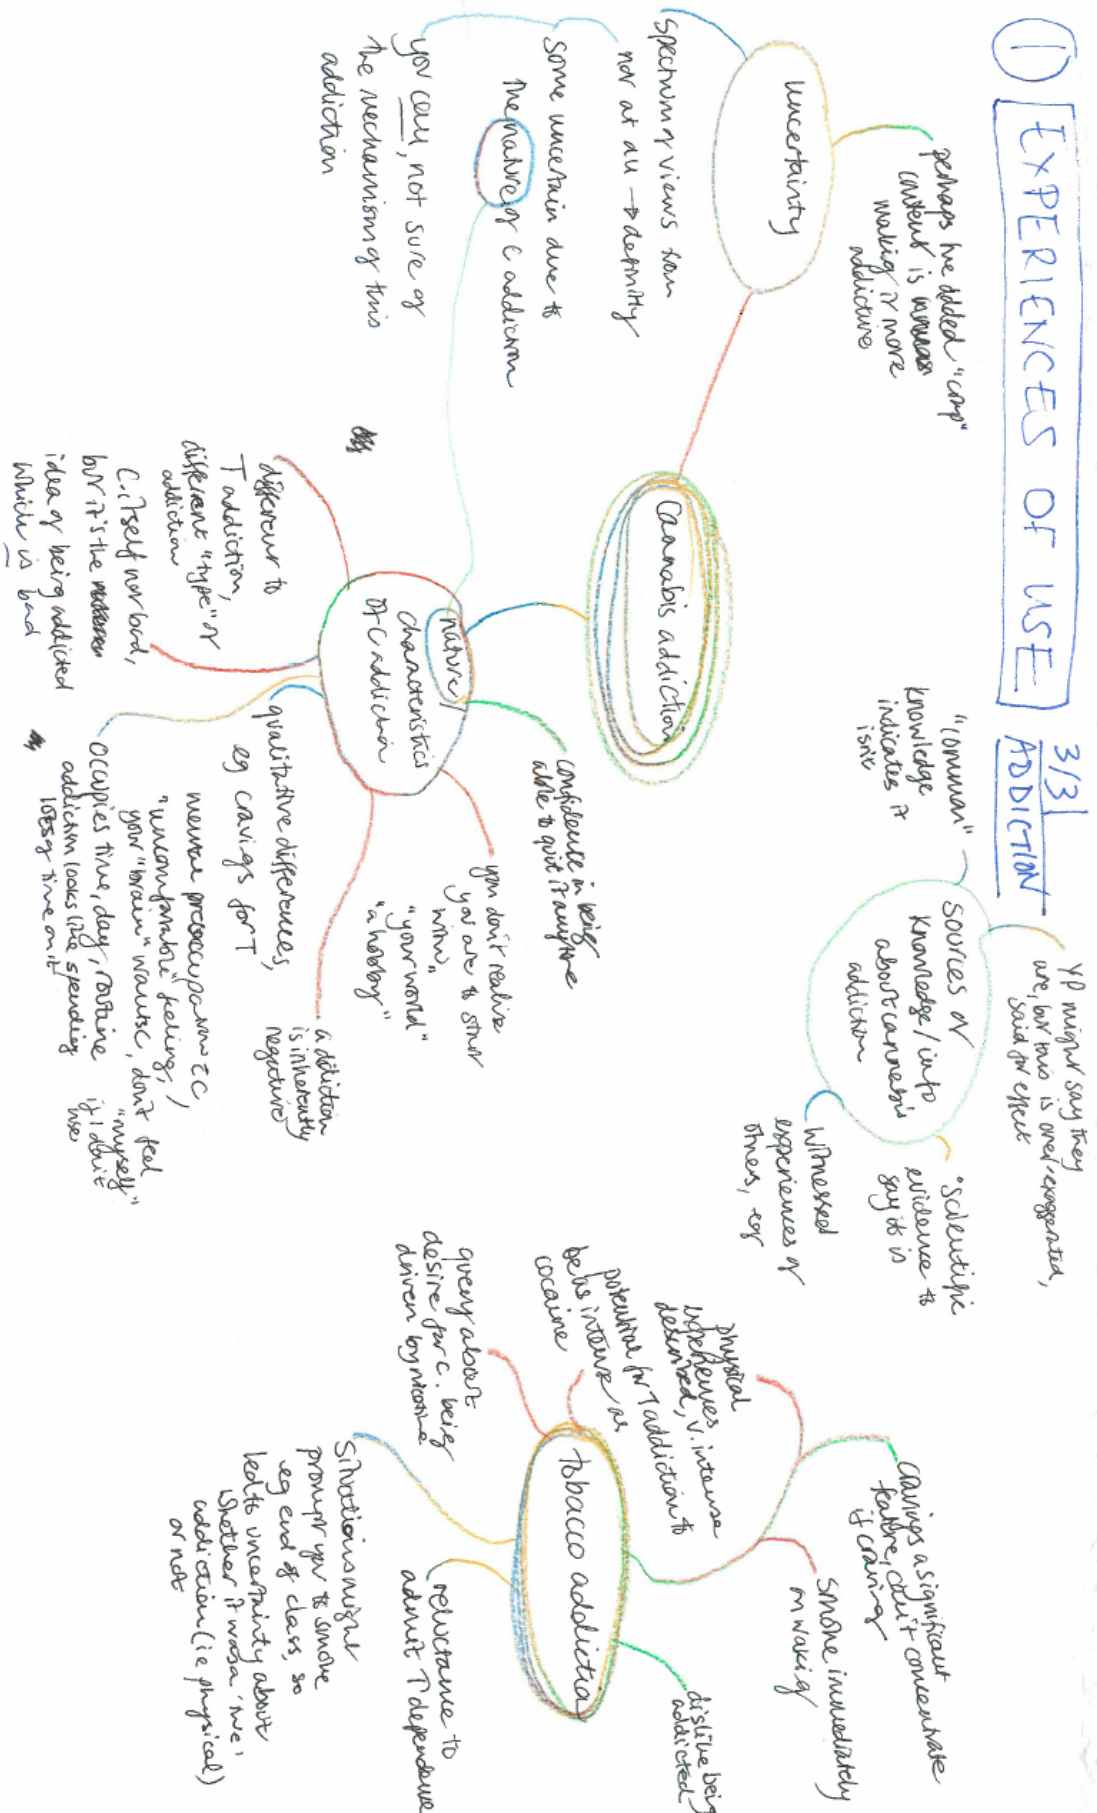 ① EXPERIENCES OF USE 3/3
ADDICTION
perhaps the added "comp"
content is
making it more
addictive
Uncertainty
Spectrum of views from
not at all → definitely
some uncertain due to
the nature of C addiction
you can, not sure of
the mechanisms of this
addiction
Cannabis addiction
nature/
characteristics
of C addiction
different to
T addiction,
different "type" of
addiction
C. itself not bad,
but it's the
idea of being addicted
which is bad
occupies time, day, routine
addiction looks like spending
lots of time on it
qualitative differences,
eg cravings for T
mental preoccupation C C,
"uncomfortable" feeling,
your "brain" wants C, don't feel
"myself"
if I don't
use
addiction
is inherently
negative
you don't realise
you are to start
with,
"your world"
"a hobby"
confidence in being
able to quit it anytime
Sources of
knowledge/info
about cannabis
addiction
"common"
knowledge
indicates it
isn't
YP might say they
are, but this is over-exaggerated,
said for effect
"scientific
evidence to
say it is
witnessed
experiences of
others, eg
Tobacco addiction
cravings a significant
feature, can't concentrate
if craving
smoke immediately
on waking
physical
experiences
described, v. intense
potential for T addiction to
be as intense as
cocaine
query about
desire for C. being
driven by nicotine
Situations might
prompt you to smoke
eg end of class, so
led to uncertainty about
whether it was a 'true'
addiction (i.e physical)
or not
reluctance to
admit T dependence
dislike being
addicted